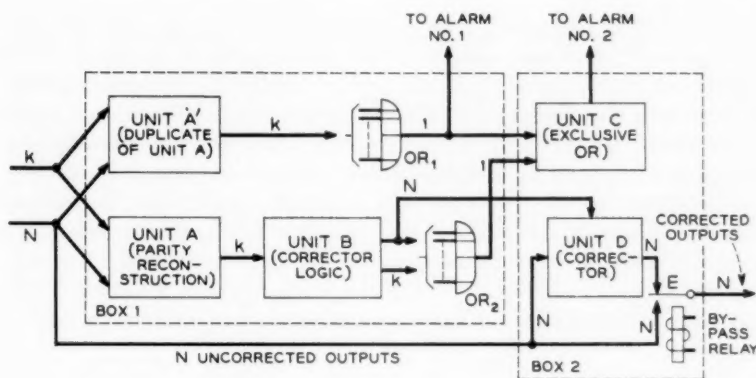 TO ALARM
NO. 1
TO ALARM
NO. 2
UNIT A'
(DUPLICATE
OF UNIT A)
k
1
OR₁
UNIT C
(EXCLUSIVE
OR)
k
N
1
N
UNIT A
(PARITY
RECON-
STRUCTION)
k
UNIT B
(CORRECTOR
LOGIC)
k
OR₂
UNIT D
(CORREC-
TOR)
N
CORRECTED
OUTPUTS
E
N
N
N
BY-
PASS
RELAY
BOX 1
N UNCORRECTED OUTPUTS
BOX 2